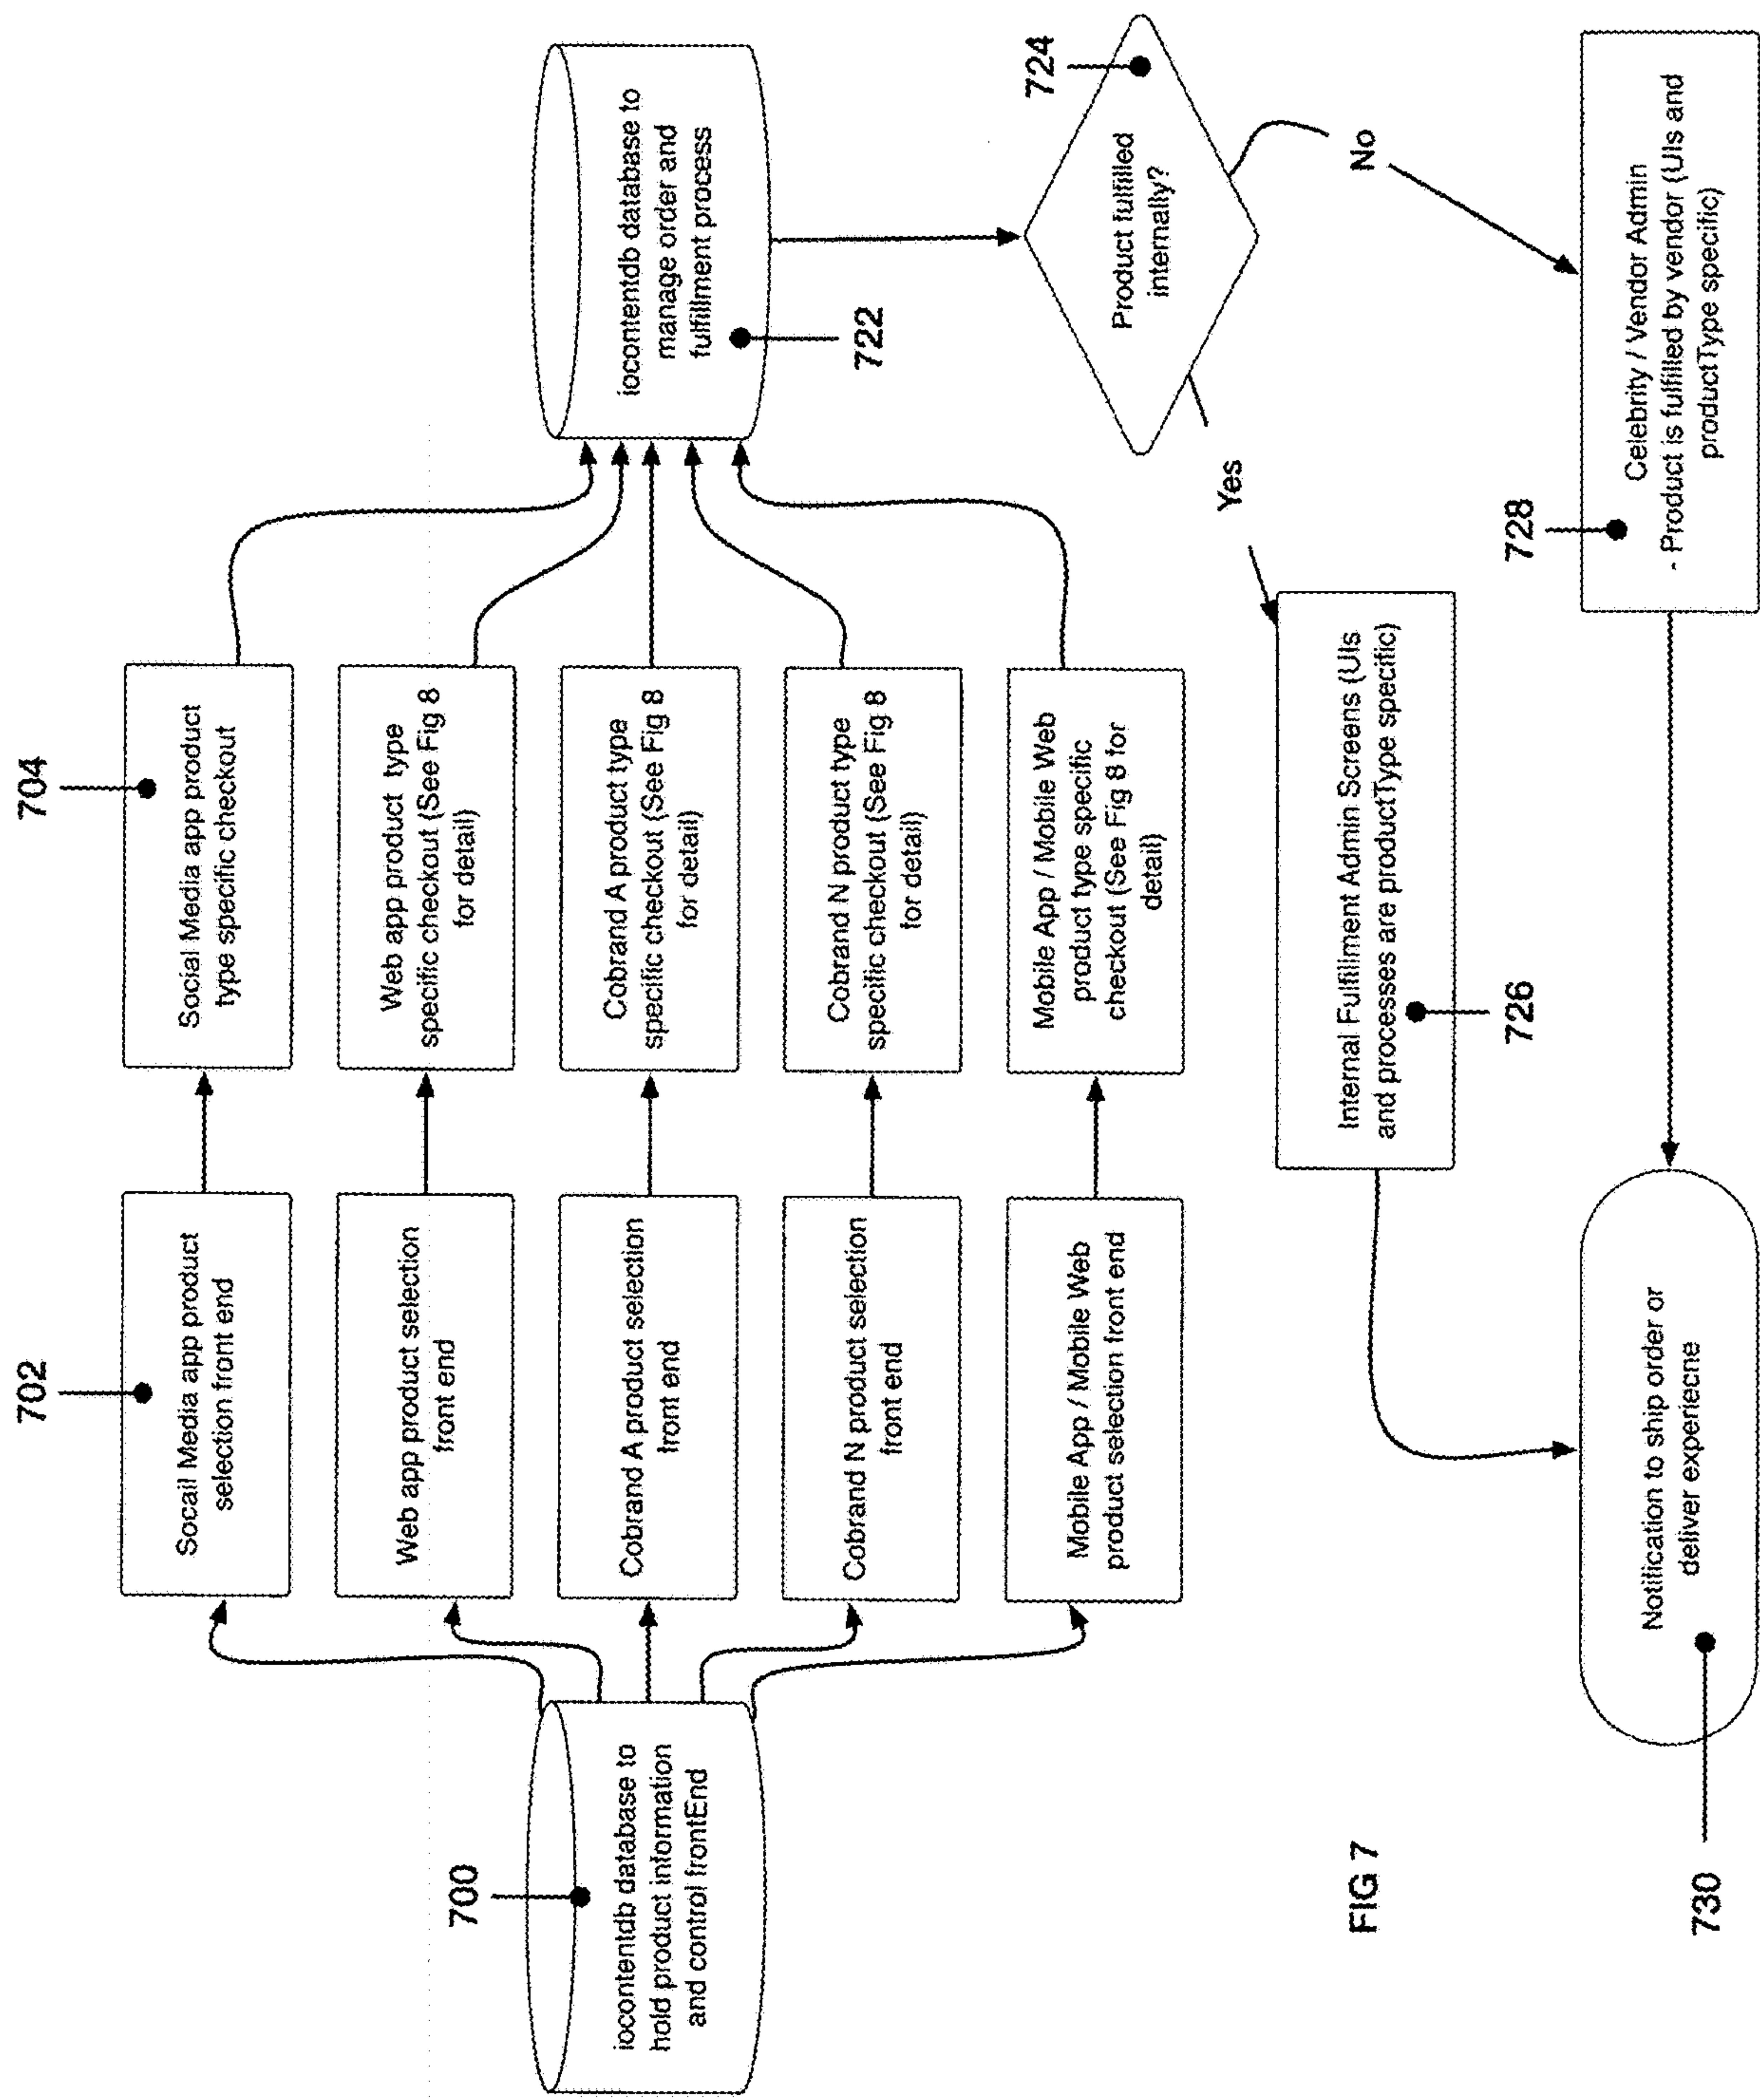 702
704
Socail Media app product
selection front end
Social Media app product
type specific checkout
Web app product selection
front end
Web app product type
specific checkout (See Fig 8
for detail)
700
iocontentdb database to
hold product information
and control frontEnd
Cobrand A product selection
front end
Cobrand A product type
specific checkout (See Fig 8
for detail)
iocontentdb database to
manage order and
fulfillment process
722
Cobrand N product selection
front end
Cobrand N product type
specific checkout (See Fig 8
for detail)
Mobile App / Mobile Web
product selection front end
Mobile App / Mobile Web
product type specific
checkout (See Fig 8 for
detail)
724
Product fulfilled
internally?
Yes
No
Internal Fulfillment Admin Screens (UIs
and processes are productType specific)
726
728
Celebrity / Vendor Admin
- Product is fulfilled by vendor (UIs and
productType specific)
Notification to ship order or
deliver experiecne
730
FIG 7